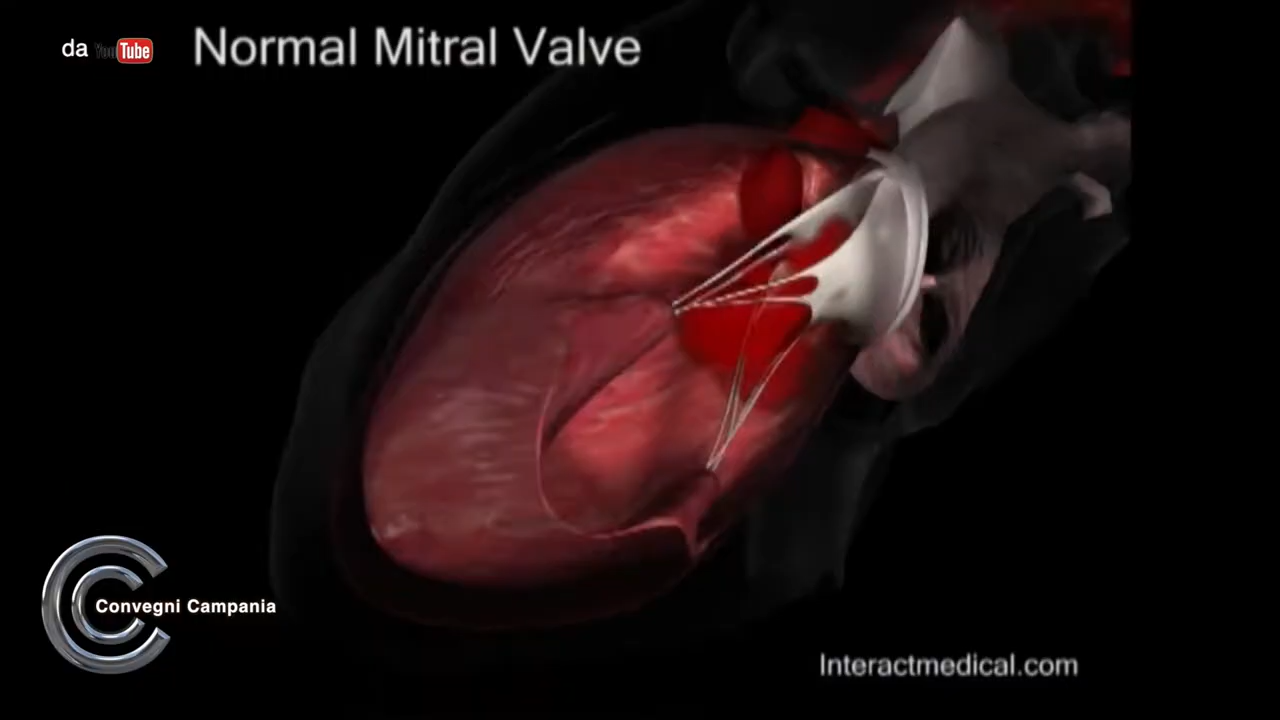 da YouTube
Normal Mitral Valve
Convegni Campania
Interactmedical.com